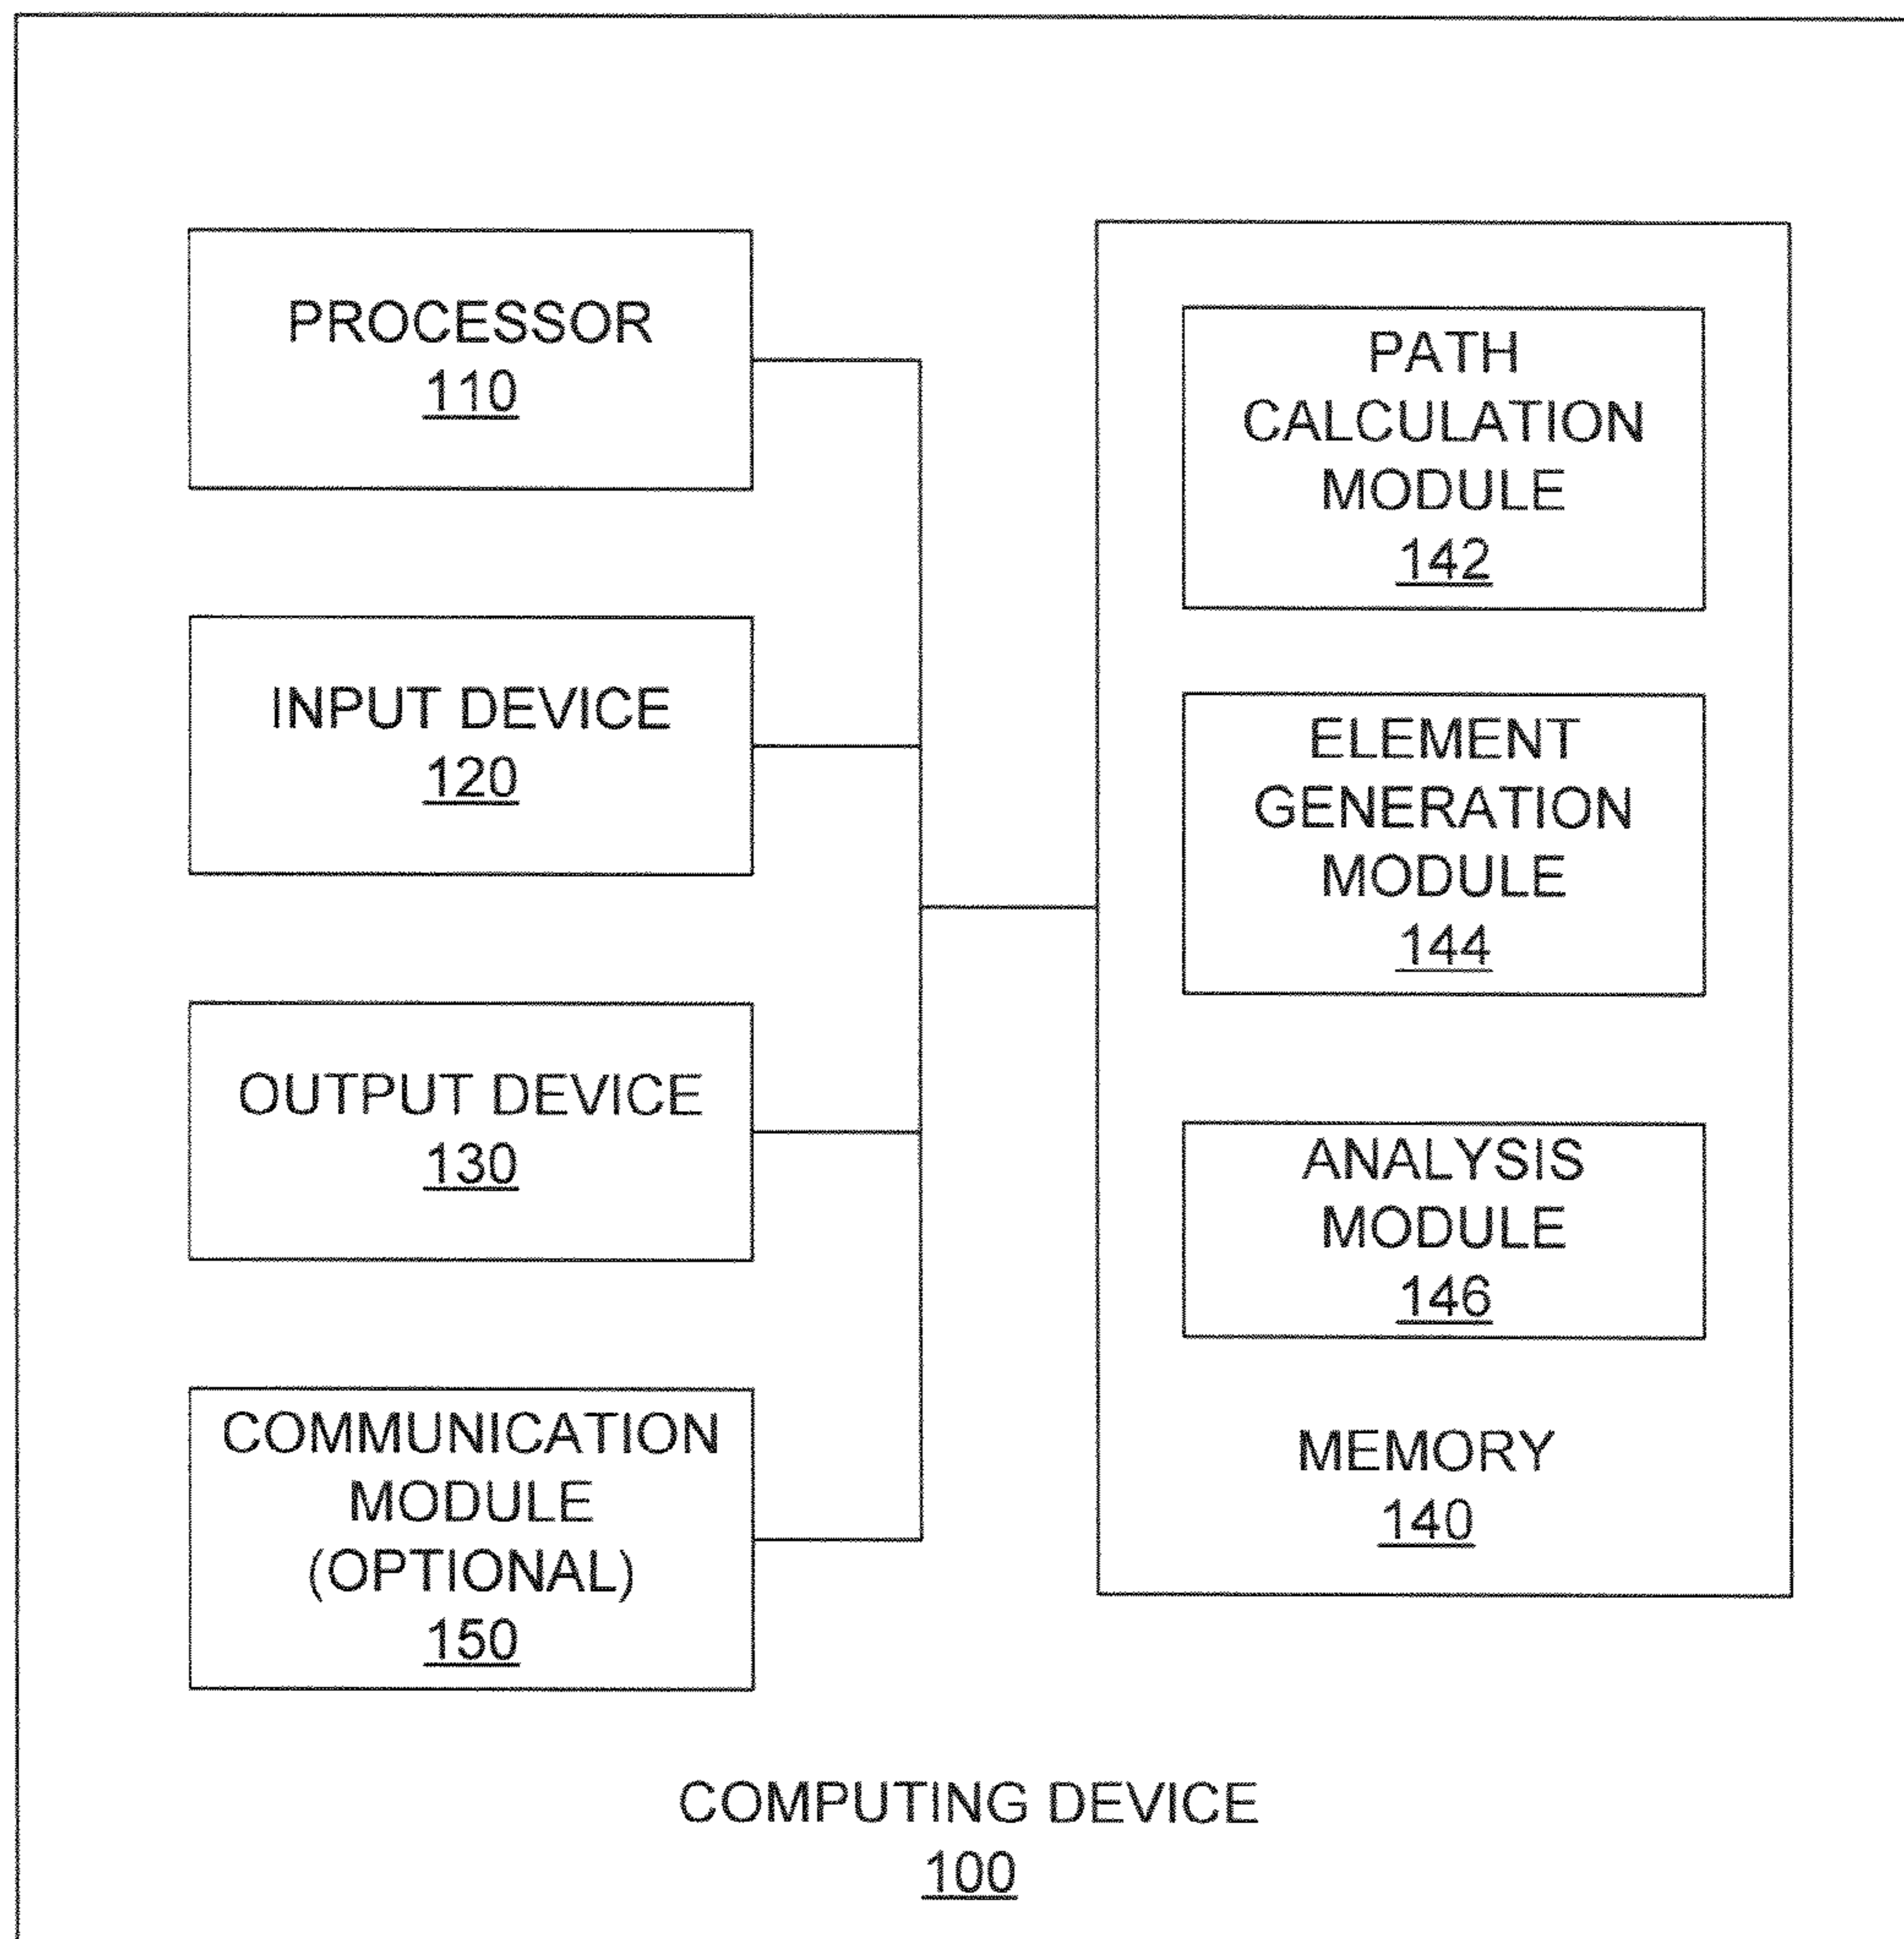 PROCESSOR
110
INPUT DEVICE
120
OUTPUT DEVICE
130
COMMUNICATION
MODULE
(OPTIONAL)
150
PATH
CALCULATION
MODULE
142
ELEMENT
GENERATION
MODULE
144
ANALYSIS
MODULE
146
MEMORY
140
COMPUTING DEVICE
100